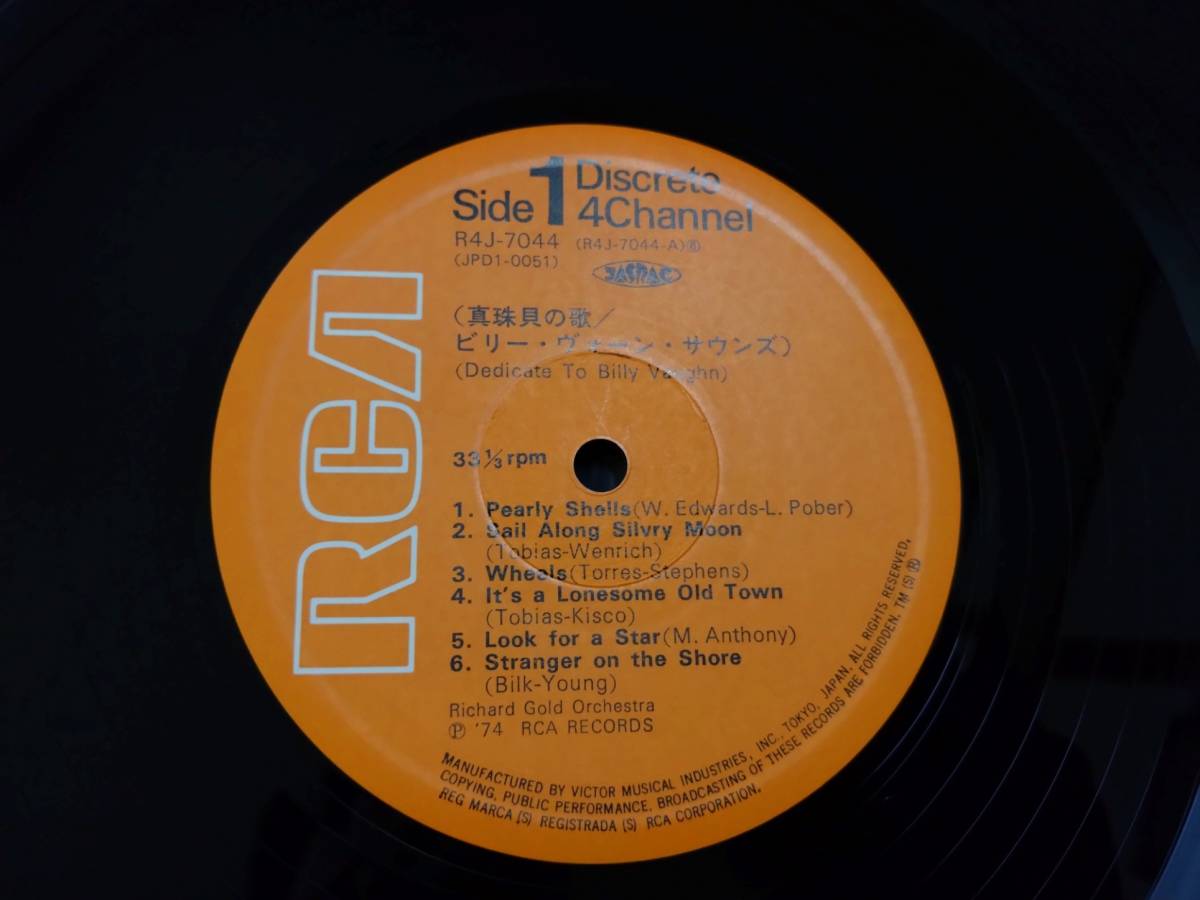 Side 1 Discrete
4Channel
R4J-7044 (R4J-7044-A)Ⓡ
(JPD1-0051)
JASRAC
(真珠貝の歌/
ビリー・ヴォーン・サウンズ)
(Dedicate To Billy Vaughn)
RCA
33 1/3 rpm
1. Pearly Shells(W. Edwards-L. Pober)
2. Sail Along Silvry Moon
(Tobias-Wenrich)
3. Wheels(Torres-Stephens)
4. It's a Lonesome Old Town
(Tobias-Kisco)
5. Look for a Star(M. Anthony)
6. Stranger on the Shore
(Bilk-Young)
Richard Gold Orchestra
Ⓟ '74 RCA RECORDS
MANUFACTURED BY VICTOR MUSICAL INDUSTRIES, INC., TOKYO, JAPAN. ALL RIGHTS RESERVED.
COPYING, PUBLIC PERFORMANCE, BROADCASTING OF THESE RECORDS ARE FORBIDDEN. TM (S) Ⓡ
REG MARCA (S) REGISTRADA (S) RCA CORPORATION.